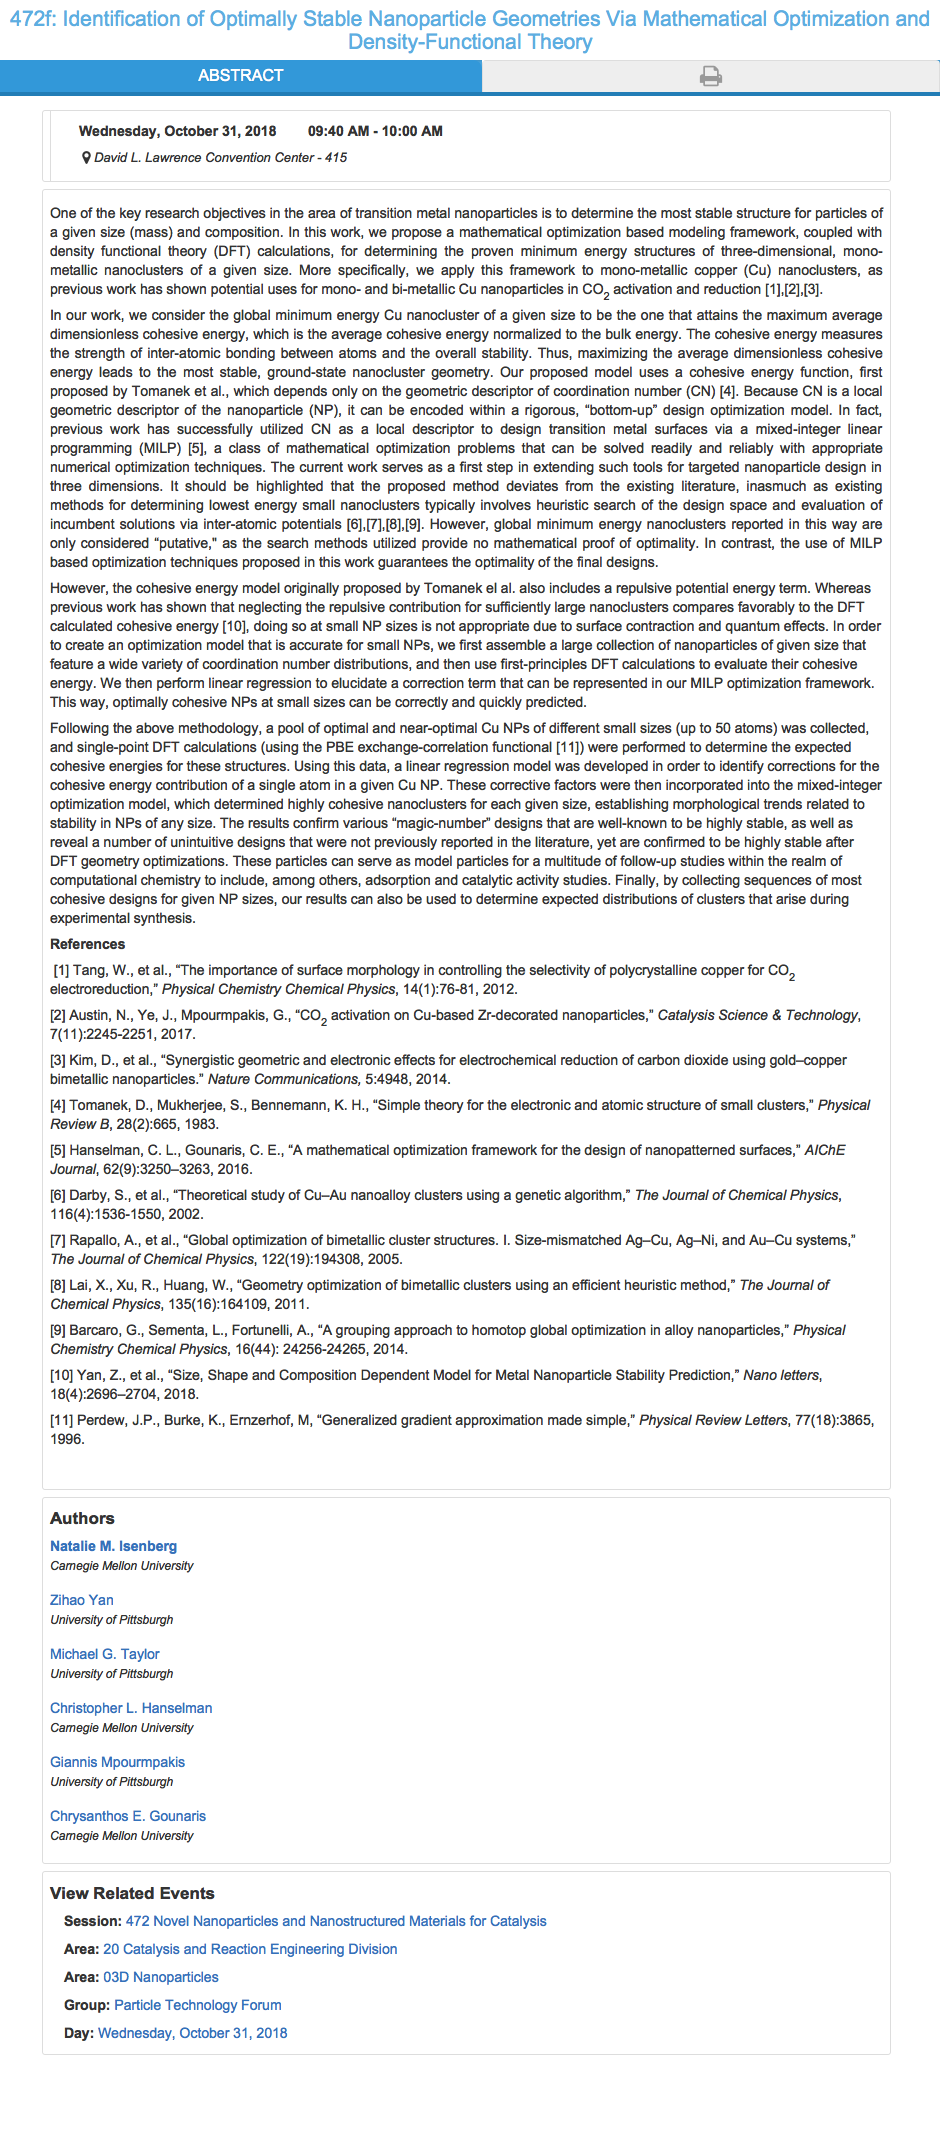 472f: Identification of Optimally Stable Nanoparticle Geometries Via Mathematical Optimization and
Density-Functional Theory
ABSTRACT
Wednesday, October 31, 2018 09:40 AM - 10:00 AM
David L. Lawrence Convention Center - 415
One of the key research objectives in the area of transition metal nanoparticles is to determine the most stable structure for particles of
a given size (mass) and composition. In this work, we propose a mathematical optimization based modeling framework, coupled with
density functional theory (DFT) calculations, for determining the proven minimum energy structures of three-dimensional, mono-
metallic nanoclusters of a given size. More specifically, we apply this framework to mono-metallic copper (Cu) nanoclusters, as
previous work has shown potential uses for mono- and bi-metallic Cu nanoparticles in CO2 activation and reduction [1],[2],[3].
In our work, we consider the global minimum energy Cu nanocluster of a given size to be the one that attains the maximum average
dimensionless cohesive energy, which is the average cohesive energy normalized to the bulk energy. The cohesive energy measures
the strength of inter-atomic bonding between atoms and the overall stability. Thus, maximizing the average dimensionless cohesive
energy leads to the most stable, ground-state nanocluster geometry. Our proposed model uses a cohesive energy function, first
proposed by Tomanek et al., which depends only on the geometric descriptor of coordination number (CN) [4]. Because CN is a local
geometric descriptor of the nanoparticle (NP), it can be encoded within a rigorous, “bottom-up” design optimization model. In fact,
previous work has successfully utilized CN as a local descriptor to design transition metal surfaces via a mixed-integer linear
programming (MILP) [5], a class of mathematical optimization problems that can be solved readily and reliably with appropriate
numerical optimization techniques. The current work serves as a first step in extending such tools for targeted nanoparticle design in
three dimensions. It should be highlighted that the proposed method deviates from the existing literature, inasmuch as existing
methods for determining lowest energy small nanoclusters typically involves heuristic search of the design space and evaluation of
incumbent solutions via inter-atomic potentials [6],[7],[8],[9]. However, global minimum energy nanoclusters reported in this way are
only considered “putative," as the search methods utilized provide no mathematical proof of optimality. In contrast, the use of MILP
based optimization techniques proposed in this work guarantees the optimality of the final designs.
However, the cohesive energy model originally proposed by Tomanek el al. also includes a repulsive potential energy term. Whereas
previous work has shown that neglecting the repulsive contribution for sufficiently large nanoclusters compares favorably to the DFT
calculated cohesive energy [10], doing so at small NP sizes is not appropriate due to surface contraction and quantum effects. In order
to create an optimization model that is accurate for small NPs, we first assemble a large collection of nanoparticles of given size that
feature a wide variety of coordination number distributions, and then use first-principles DFT calculations to evaluate their cohesive
energy. We then perform linear regression to elucidate a correction term that can be represented in our MILP optimization framework.
This way, optimally cohesive NPs at small sizes can be correctly and quickly predicted.
Following the above methodology, a pool of optimal and near-optimal Cu NPs of different small sizes (up to 50 atoms) was collected,
and single-point DFT calculations (using the PBE exchange-correlation functional [11]) were performed to determine the expected
cohesive energies for these structures. Using this data, a linear regression model was developed in order to identify corrections for the
cohesive energy contribution of a single atom in a given Cu NP. These corrective factors were then incorporated into the mixed-integer
optimization model, which determined highly cohesive nanoclusters for each given size, establishing morphological trends related to
stability in NPs of any size. The results confirm various “magic-number” designs that are well-known to be highly stable, as well as
reveal a number of unintuitive designs that were not previously reported in the literature, yet are confirmed to be highly stable after
DFT geometry optimizations. These particles can serve as model particles for a multitude of follow-up studies within the realm of
computational chemistry to include, among others, adsorption and catalytic activity studies. Finally, by collecting sequences of most
cohesive designs for given NP sizes, our results can also be used to determine expected distributions of clusters that arise during
experimental synthesis.
References
[1] Tang, W., et al., “The importance of surface morphology in controlling the selectivity of polycrystalline copper for CO2
electroreduction,” Physical Chemistry Chemical Physics, 14(1):76-81, 2012.
[2] Austin, N., Ye, J., Mpourmpakis, G., “CO2 activation on Cu-based Zr-decorated nanoparticles,” Catalysis Science & Technology,
7(11):2245-2251, 2017.
[3] Kim, D., et al., “Synergistic geometric and electronic effects for electrochemical reduction of carbon dioxide using gold–copper
bimetallic nanoparticles.” Nature Communications, 5:4948, 2014.
[4] Tomanek, D., Mukherjee, S., Bennemann, K. H., “Simple theory for the electronic and atomic structure of small clusters,” Physical
Review B, 28(2):665, 1983.
[5] Hanselman, C. L., Gounaris, C. E., “A mathematical optimization framework for the design of nanopatterned surfaces,” AIChE
Journal, 62(9):3250–3263, 2016.
[6] Darby, S., et al., “Theoretical study of Cu–Au nanoalloy clusters using a genetic algorithm,” The Journal of Chemical Physics,
116(4):1536-1550, 2002.
[7] Rapallo, A., et al., “Global optimization of bimetallic cluster structures. I. Size-mismatched Ag–Cu, Ag–Ni, and Au–Cu systems,”
The Journal of Chemical Physics, 122(19):194308, 2005.
[8] Lai, X., Xu, R., Huang, W., “Geometry optimization of bimetallic clusters using an efficient heuristic method,” The Journal of
Chemical Physics, 135(16):164109, 2011.
[9] Barcaro, G., Sementa, L., Fortunelli, A., “A grouping approach to homotop global optimization in alloy nanoparticles,” Physical
Chemistry Chemical Physics, 16(44): 24256-24265, 2014.
[10] Yan, Z., et al., “Size, Shape and Composition Dependent Model for Metal Nanoparticle Stability Prediction,” Nano letters,
18(4):2696–2704, 2018.
[11] Perdew, J.P., Burke, K., Ernzerhof, M, “Generalized gradient approximation made simple,” Physical Review Letters, 77(18):3865,
1996.
Authors
Natalie M. Isenberg
Carnegie Mellon University
Zihao Yan
University of Pittsburgh
Michael G. Taylor
University of Pittsburgh
Christopher L. Hanselman
Carnegie Mellon University
Giannis Mpourmpakis
University of Pittsburgh
Chrysanthos E. Gounaris
Carnegie Mellon University
View Related Events
Session: 472 Novel Nanoparticles and Nanostructured Materials for Catalysis
Area: 20 Catalysis and Reaction Engineering Division
Area: 03D Nanoparticles
Group: Particle Technology Forum
Day: Wednesday, October 31, 2018